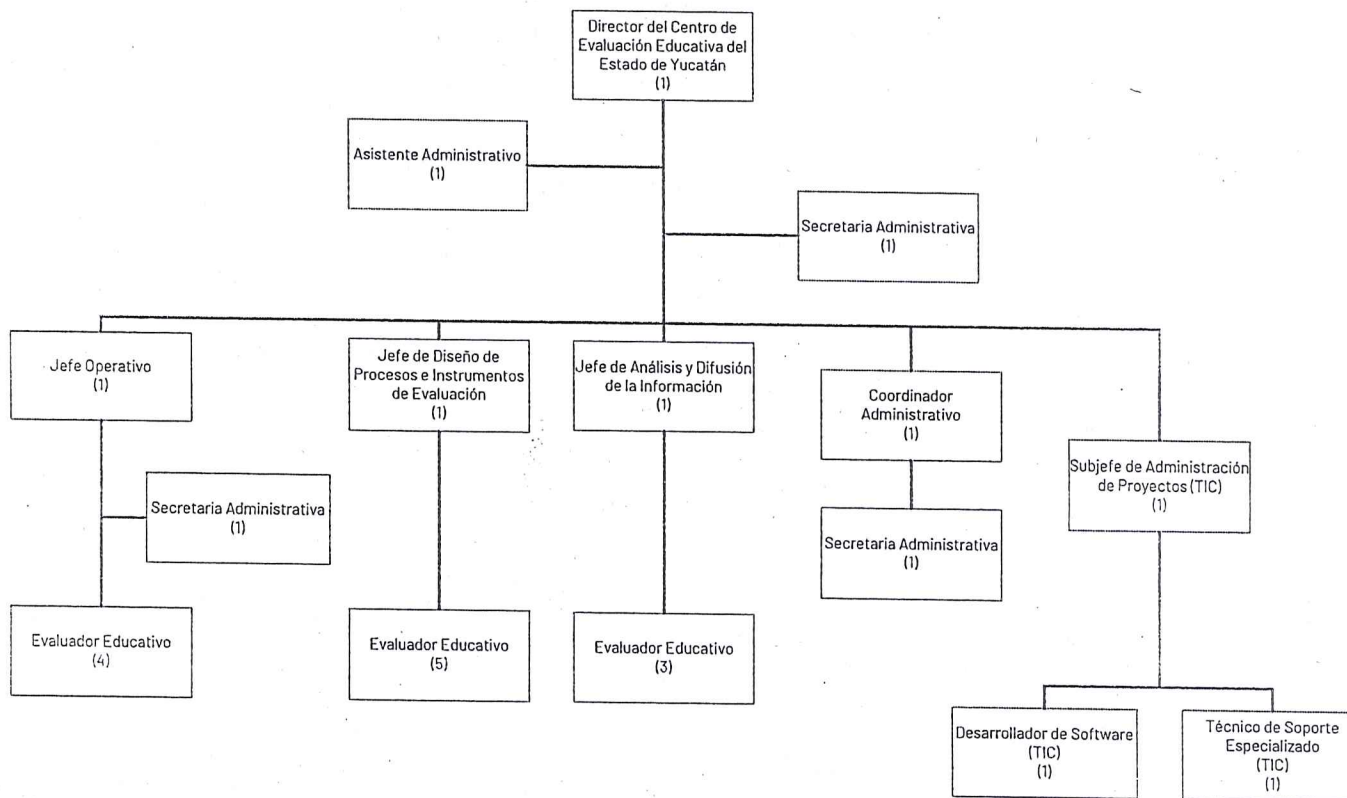 Director del Centro de
Evaluación Educativa del
Estado de Yucatán
(1)
Asistente Administrativo
(1)
Secretaria Administrativa
(1)
Jefe Operativo
(1)
Jefe de Diseño de
Procesos e Instrumentos
de Evaluación
(1)
Jefe de Análisis y Difusión
de la Información
(1)
Coordinador
Administrativo
(1)
Subjefe de Administración
de Proyectos (TIC)
(1)
Secretaria Administrativa
(1)
Secretaria Administrativa
(1)
Evaluador Educativo
(4)
Evaluador Educativo
(5)
Evaluador Educativo
(3)
Desarrollador de Software
(TIC)
(1)
Técnico de Soporte
Especializado
(TIC)
(1)